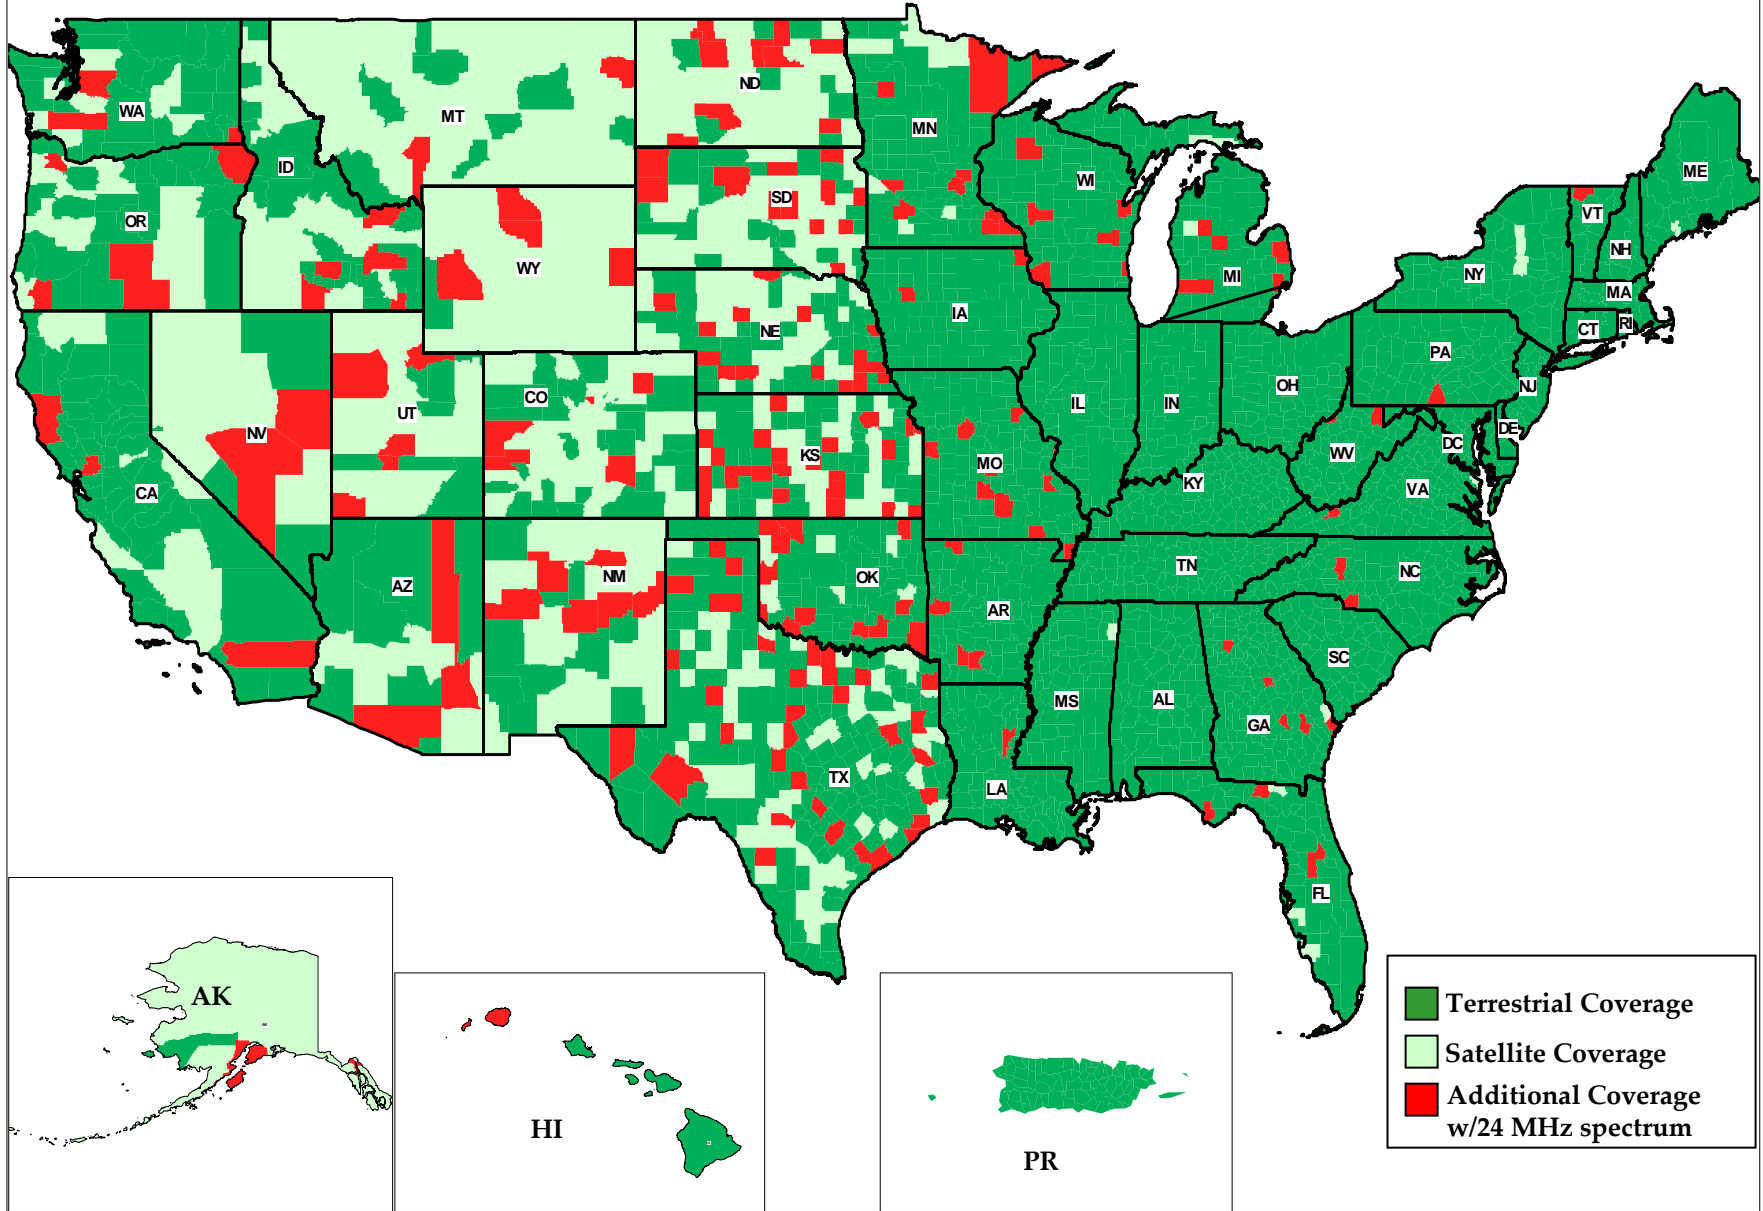 WA
MT
ND
MN
ID
OR
SD
WI
ME
VT
NH
NY
MA
CT
RI
WY
MI
IA
NE
PA
NJ
OH
CO
UT
NV
IL
IN
DE
DC
WV
KS
MO
CA
KY
VA
AZ
NM
OK
TN
NC
AR
SC
MS
AL
GA
TX
LA
FL
AK
HI
PR
Terrestrial Coverage
Satellite Coverage
Additional Coverage
w/24 MHz spectrum